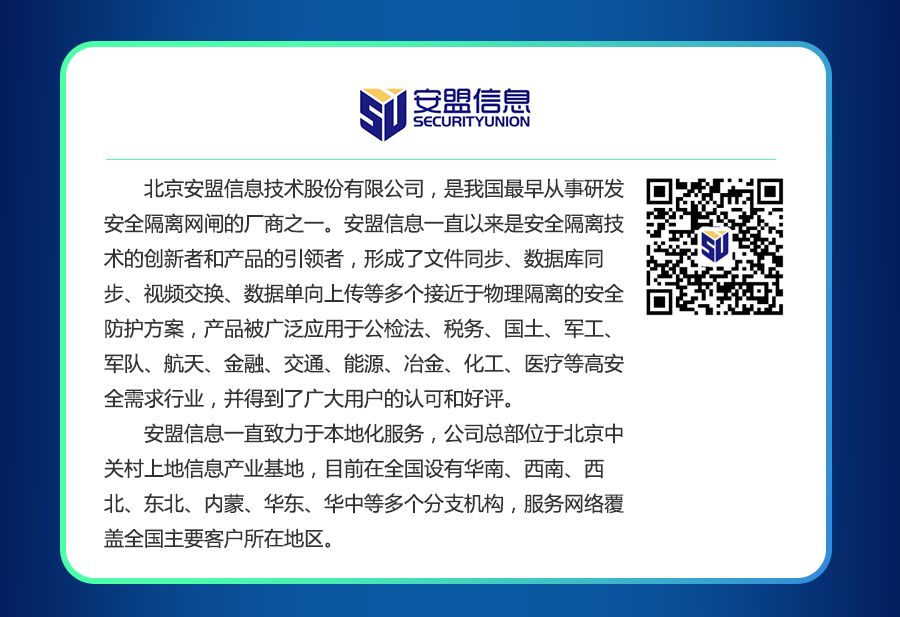 安盟信息
SECURITYUNION
北京安盟信息技术股份有限公司，是我国最早从事研发
安全隔离网闸的厂商之一。安盟信息一直以来是安全隔离技
术的创新者和产品的引领者，形成了文件同步、数据库同
步、视频交换、数据单向上传等多个接近于物理隔离的安全
防护方案，产品被广泛应用于公检法、税务、国土、军工、
军队、航天、金融、交通、能源、冶金、化工、医疗等高安
全需求行业，并得到了广大用户的认可和好评。
安盟信息一直致力于本地化服务，公司总部位于北京中
关村上地信息产业基地，目前在全国设有华南、西南、西
北、东北、内蒙、华东、华中等多个分支机构，服务网络覆
盖全国主要客户所在地区。